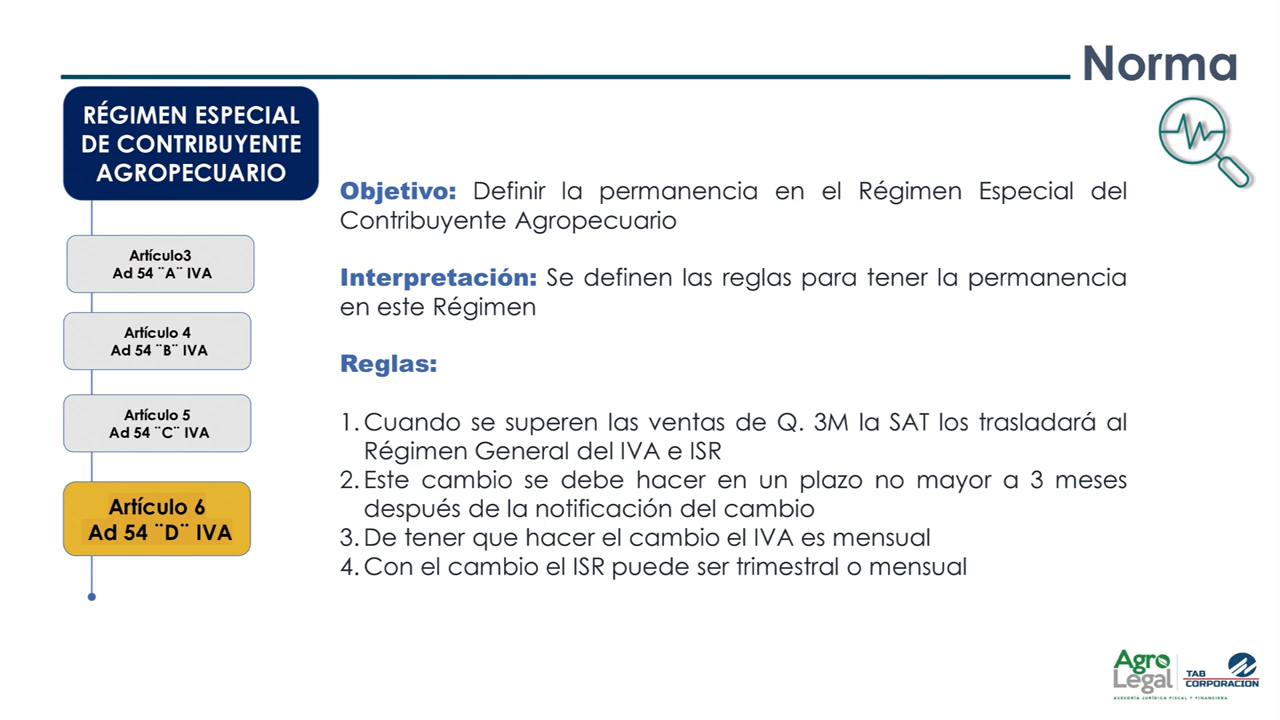 Norma
RÉGIMEN ESPECIAL
DE CONTRIBUYENTE
AGROPECUARIO
Artículo3
Ad 54 ¨A¨ IVA
Artículo 4
Ad 54 ¨B¨ IVA
Artículo 5
Ad 54 ¨C¨ IVA
Artículo 6
Ad 54 ¨D¨ IVA
Objetivo: Definir la permanencia en el Régimen Especial del
Contribuyente Agropecuario
Interpretación: Se definen las reglas para tener la permanencia
en este Régimen
Reglas:
1. Cuando se superen las ventas de Q. 3M la SAT los trasladará al
Régimen General del IVA e ISR
2. Este cambio se debe hacer en un plazo no mayor a 3 meses
después de la notificación del cambio
3. De tener que hacer el cambio el IVA es mensual
4. Con el cambio el ISR puede ser trimestral o mensual
Agro
Legal
ASESORÍA JURÍDICA FISCAL Y FINANCIERA
TAB
CORPORACION